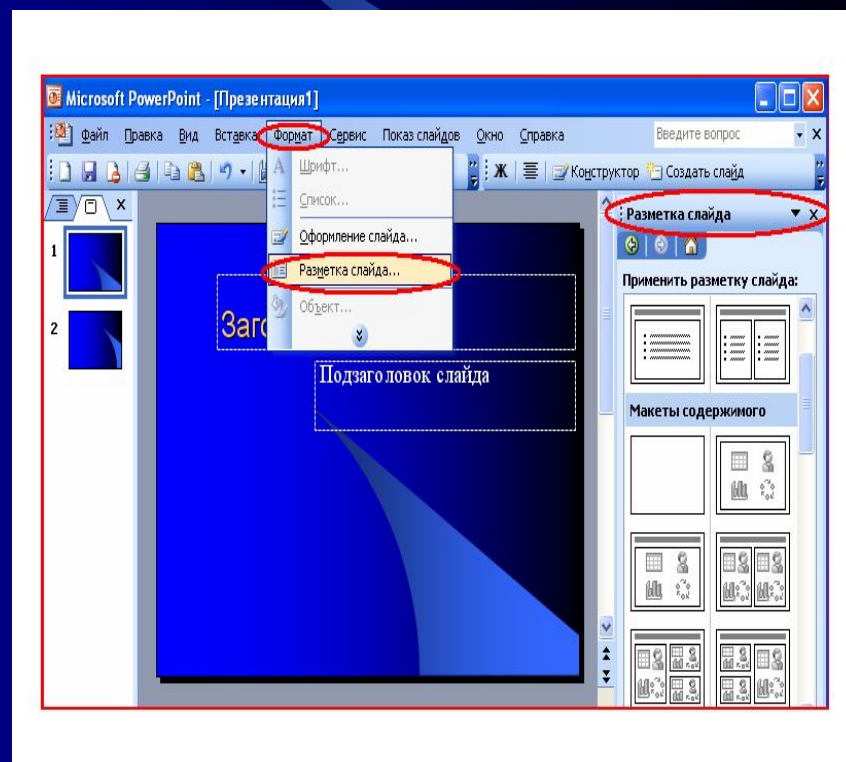 Microsoft PowerPoint - [Презентация1]
Файл Правка Вид Вставка Формат Сервис Показ слайдов Окно Справка Введите вопрос
Ж Конструктор Создать слайд
Шрифт...
Список...
Оформление слайда...
Разметка слайда...
Объект...
1
2
Заго
Подзаголовок слайда
Разметка слайда
Применить разметку слайда:
Макеты содержимого